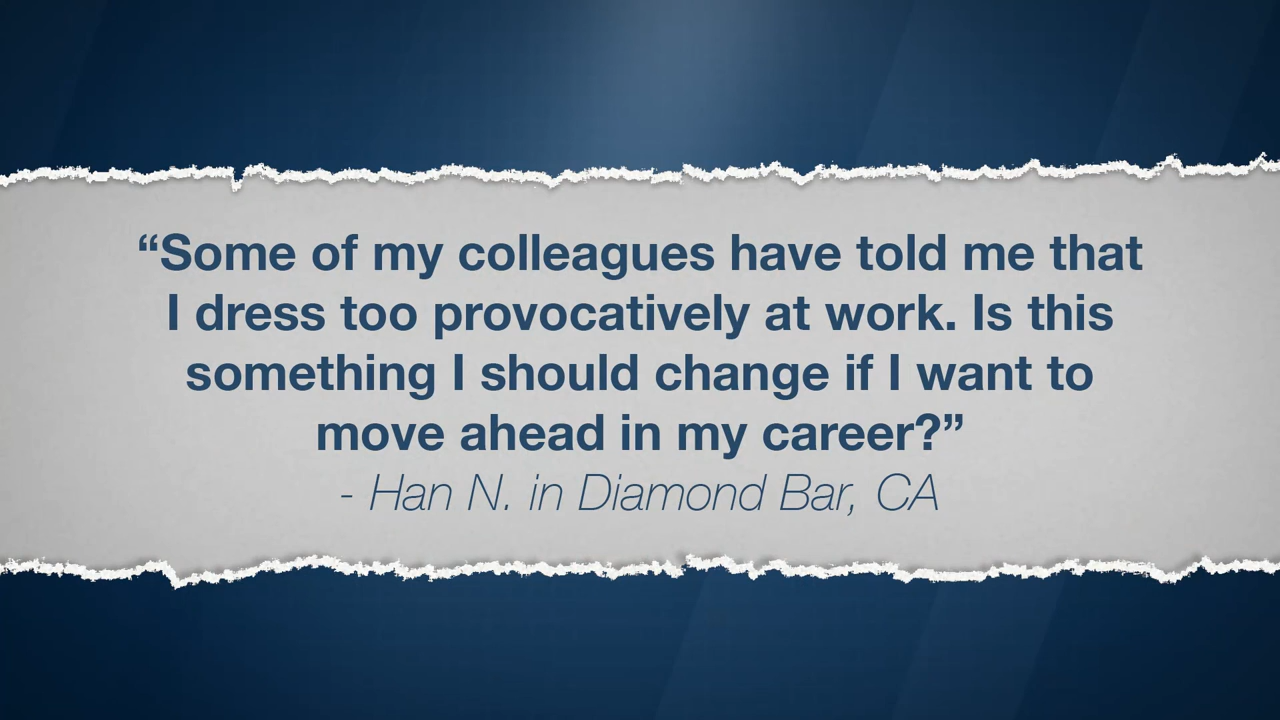 “Some of my colleagues have told me that
I dress too provocatively at work. Is this
something I should change if I want to
move ahead in my career?”
- Han N. in Diamond Bar, CA